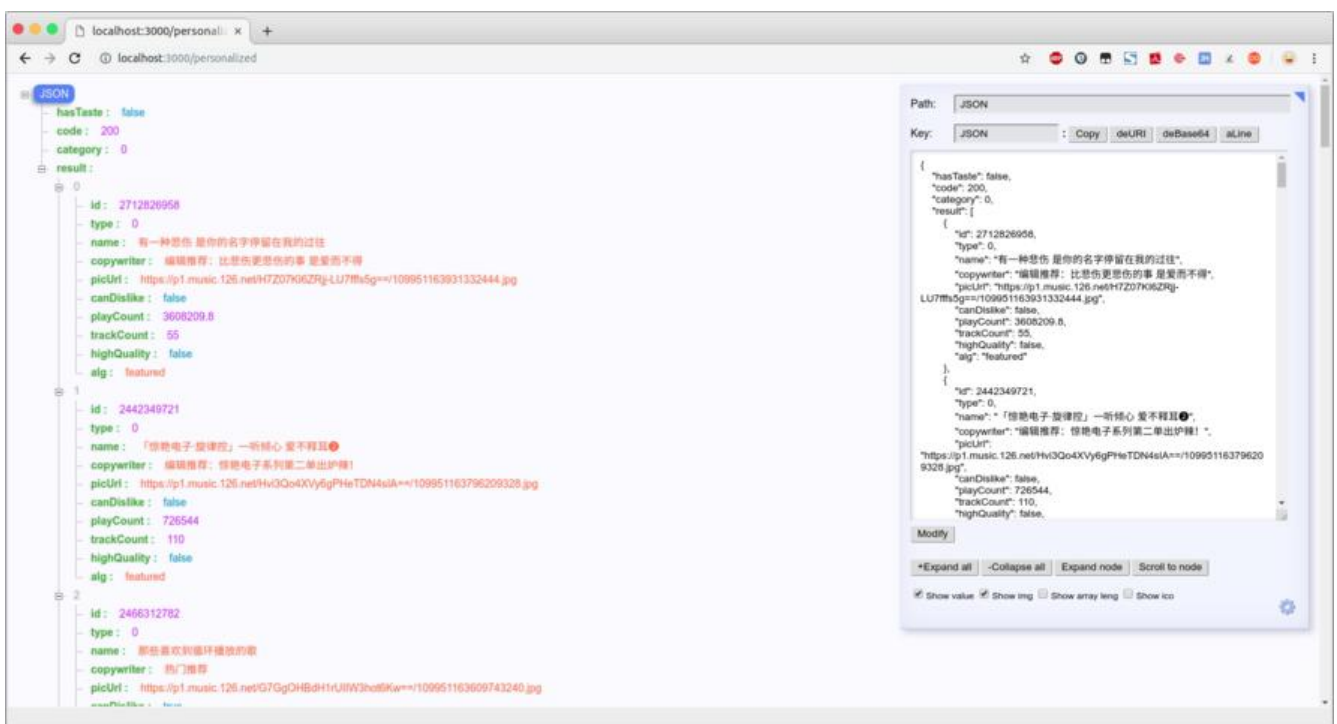 localhost:3000/personali
localhost:3000/personalized
JSON
hasTaste : false
code : 200
category : 0
result :
0
id : 2712826958
type : 0
name : 有一种悲伤 是你的名字停留在我的过往
copywriter : 编辑推荐：比悲伤更悲伤的事 是爱而不得
picUrl : https://p1.music.126.net/H7Z07KI6ZRjj-LU7fffs5g==/109951163931332444.jpg
canDislike : false
playCount : 3608209.8
trackCount : 55
highQuality : false
alg : featured
1
id : 2442349721
type : 0
name : 「惊艳电子·旋律控」一听倾心 爱不释耳❷
copywriter : 编辑推荐：惊艳电子系列第二单出炉辣！
picUrl : https://p1.music.126.net/Hvi3Qo4XVy6gPHeTDN4sIA==/109951163796209328.jpg
canDislike : false
playCount : 726544
trackCount : 110
highQuality : false
alg : featured
2
id : 2466312782
type : 0
name : 那些喜欢到循环播放的歌
copywriter : 热门推荐
picUrl : https://p1.music.126.net/G7GgOHBdH1rUIIW3hot6Kw==/109951163609743240.jpg
canDislike : true
Path: JSON
Key: JSON : Copy deURI deBase64 aLine
{
"hasTaste": false,
"code": 200,
"category": 0,
"result": [
{
"id": 2712826958,
"type": 0,
"name": "有一种悲伤 是你的名字停留在我的过往",
"copywriter": "编辑推荐：比悲伤更悲伤的事 是爱而不得",
"picUrl": "https://p1.music.126.net/H7Z07KI6ZRjj-
LU7fffs5g==/109951163931332444.jpg",
"canDislike": false,
"playCount": 3608209.8,
"trackCount": 55,
"highQuality": false,
"alg": "featured"
},
{
"id": 2442349721,
"type": 0,
"name": "「惊艳电子·旋律控」一听倾心 爱不释耳❷",
"copywriter": "编辑推荐：惊艳电子系列第二单出炉辣！",
"picUrl":
"https://p1.music.126.net/Hvi3Qo4XVy6gPHeTDN4sIA==/10995116379620
9328.jpg",
"canDislike": false,
"playCount": 726544,
"trackCount": 110,
"highQuality": false,
Modify
+Expand all -Collapse all Expand node Scroll to node
Show value Show img Show array leng Show ico